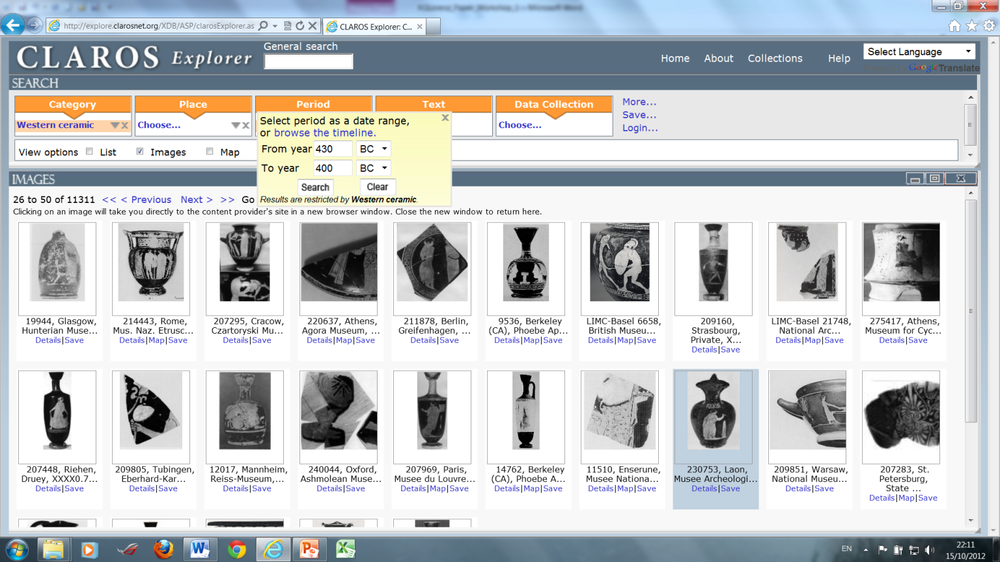 http://explore.clarosnet.org/XDB/ASP/clarosExplorer.as
CLAROS Explorer: C...
CLAROS Explorer
General search
Home About Collections Help
Select Language
Google Translate
SEARCH
Category Place Period Text Data Collection
More...
Western ceramic Choose... Choose...
Save...
Login...
Select period as a date range,
or browse the timeline.
From year 430 BC
To year 400 BC
Search Clear
Results are restricted by Western ceramic.
View options List Images Map
IMAGES
26 to 50 of 11311 << < Previous Next > >> Go
Clicking on an image will take you directly to the content provider's site in a new browser window. Close the new window to return here.
19944, Glasgow,
Hunterian Muse...
Details|Save
214443, Rome,
Mus. Naz. Etrusc...
Details|Map|Save
207295, Cracow,
Czartoryski Mu...
Details|Save
220637, Athens,
Agora Museum, ...
Details|Map|Save
211878, Berlin,
Greifenhagen, ...
Details|Save
9536, Berkeley
(CA), Phoebe Ap...
Details|Map|Save
LIMC-Basel 6658,
British Museu...
Details|Map|Save
209160,
Strasbourg,
Private, X...
Details|Save
LIMC-Basel 21748,
National Arc...
Details|Map|Save
275417, Athens,
Museum for Cyc...
Details|Save
207448, Riehen,
Druey, XXXX0.7...
Details|Save
209805, Tubingen,
Eberhard-Kar...
Details|Save
12017, Mannheim,
Reiss-Museum,...
Details|Save
240044, Oxford,
Ashmolean Muse...
Details|Save
207969, Paris,
Musee du Louvre...
Details|Map|Save
14762, Berkeley
(CA), Phoebe A...
Details|Map|Save
11510, Enserune,
Musee Nationa...
Details|Map|Save
230753, Laon,
Musee Archeologi...
Details|Save
209851, Warsaw,
National Museu...
Details|Save
207283, St.
Petersburg,
State ...
Details|Map|Save
EN
22:11
15/10/2012